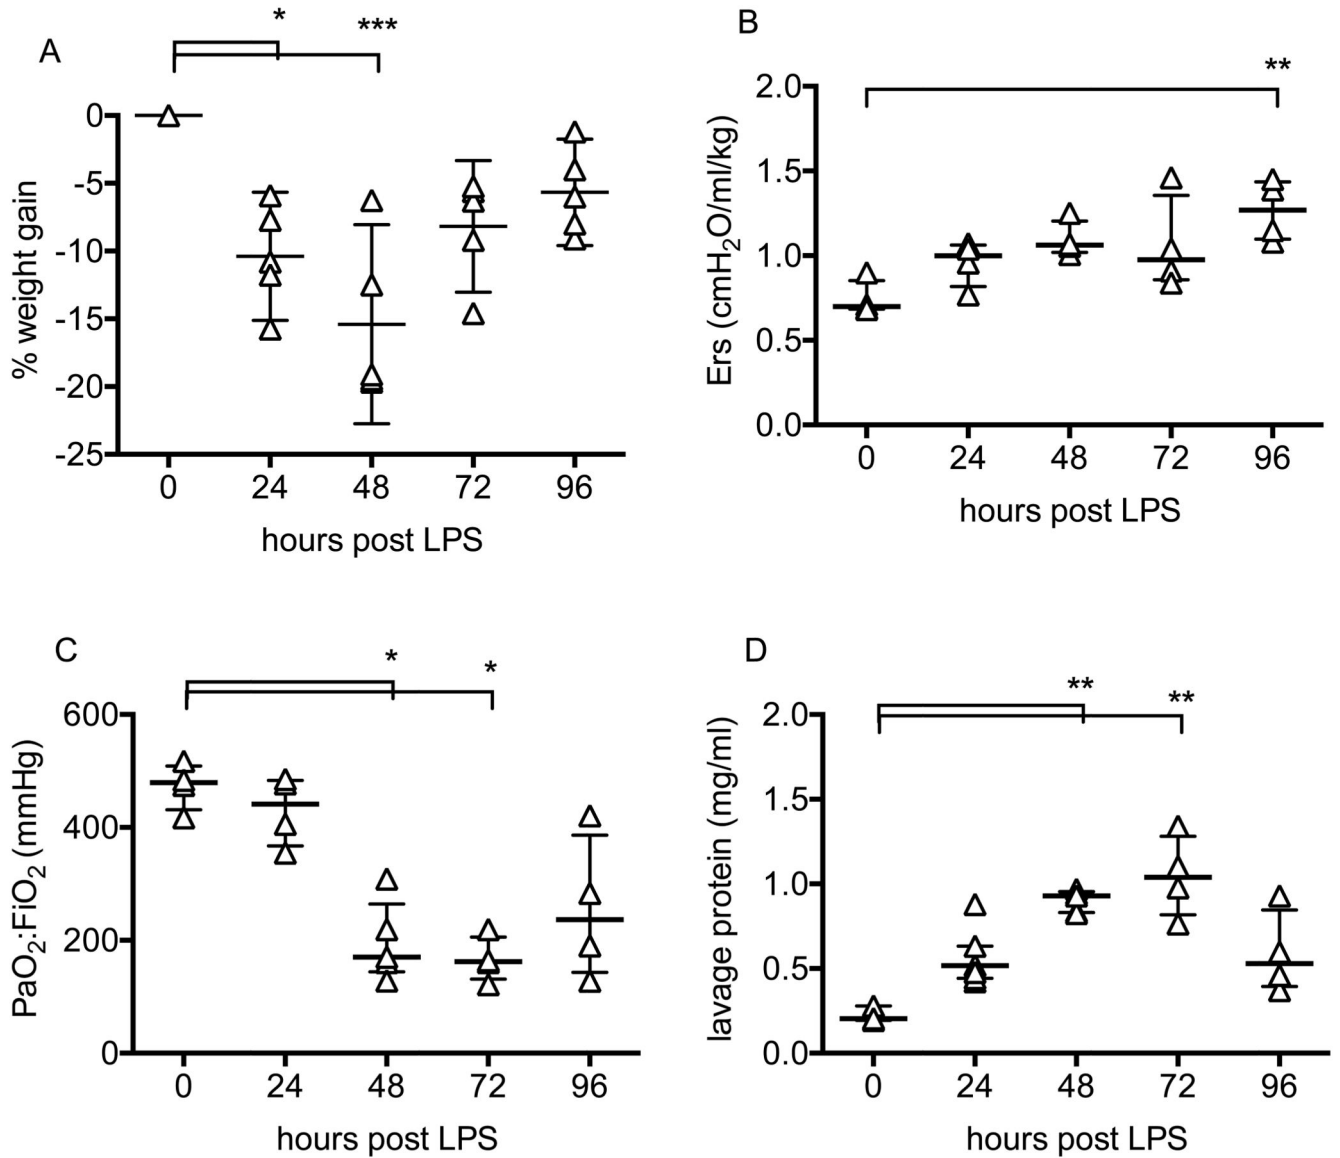 A
* ***
% weight gain
0
-5
-10
-15
-20
-25
0 24 48 72 96
hours post LPS
B
**
Ers (cmH2O/ml/kg)
2.0
1.5
1.0
0.5
0.0
0 24 48 72 96
hours post LPS
C
* *
PaO2:FiO2 (mmHg)
600
400
200
0
0 24 48 72 96
hours post LPS
D
** **
lavage protein (mg/ml)
2.0
1.5
1.0
0.5
0.0
0 24 48 72 96
hours post LPS